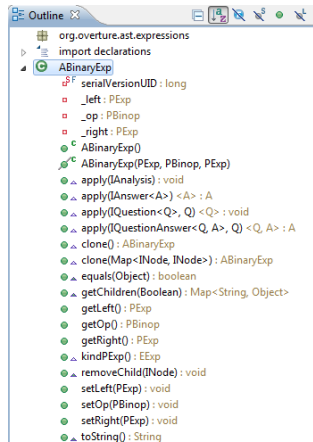 Outline
org.overture.ast.expressions
import declarations
ABinaryExp
serialVersionUID : long
_left : PExp
_op : PBinop
_right : PExp
ABinaryExp()
ABinaryExp(PExp, PBinop, PExp)
apply(IAnalysis) : void
apply(IAnswer<A>) <A> : A
apply(IQuestion<Q>, Q) <Q> : void
apply(IQuestionAnswer<Q, A>, Q) <Q, A> : A
clone() : ABinaryExp
clone(Map<INode, INode>) : ABinaryExp
equals(Object) : boolean
getChildren(Boolean) : Map<String, Object>
getLeft() : PExp
getOp() : PBinop
getRight() : PExp
kindPExp() : EExp
removeChild(INode) : void
setLeft(PExp) : void
setOp(PBinop) : void
setRight(PExp) : void
toString() : String